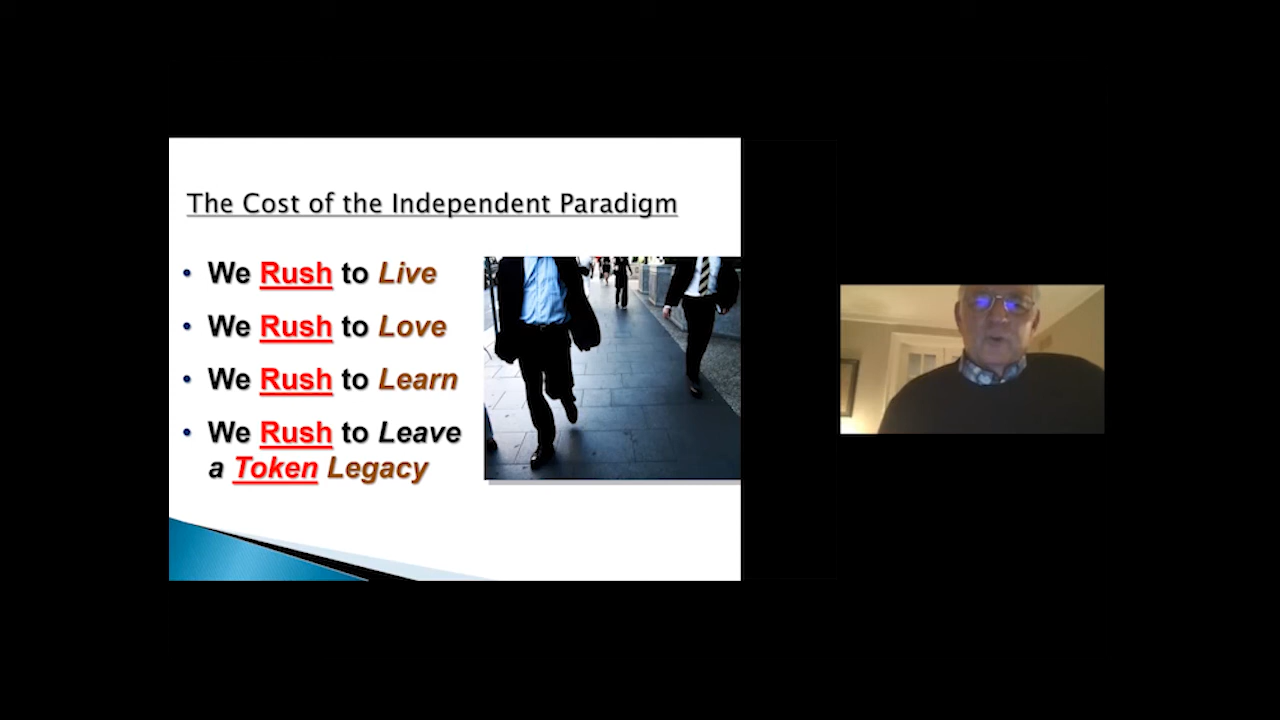 The Cost of the Independent Paradigm
• We Rush to Live
• We Rush to Love
• We Rush to Learn
• We Rush to Leave
a Token Legacy